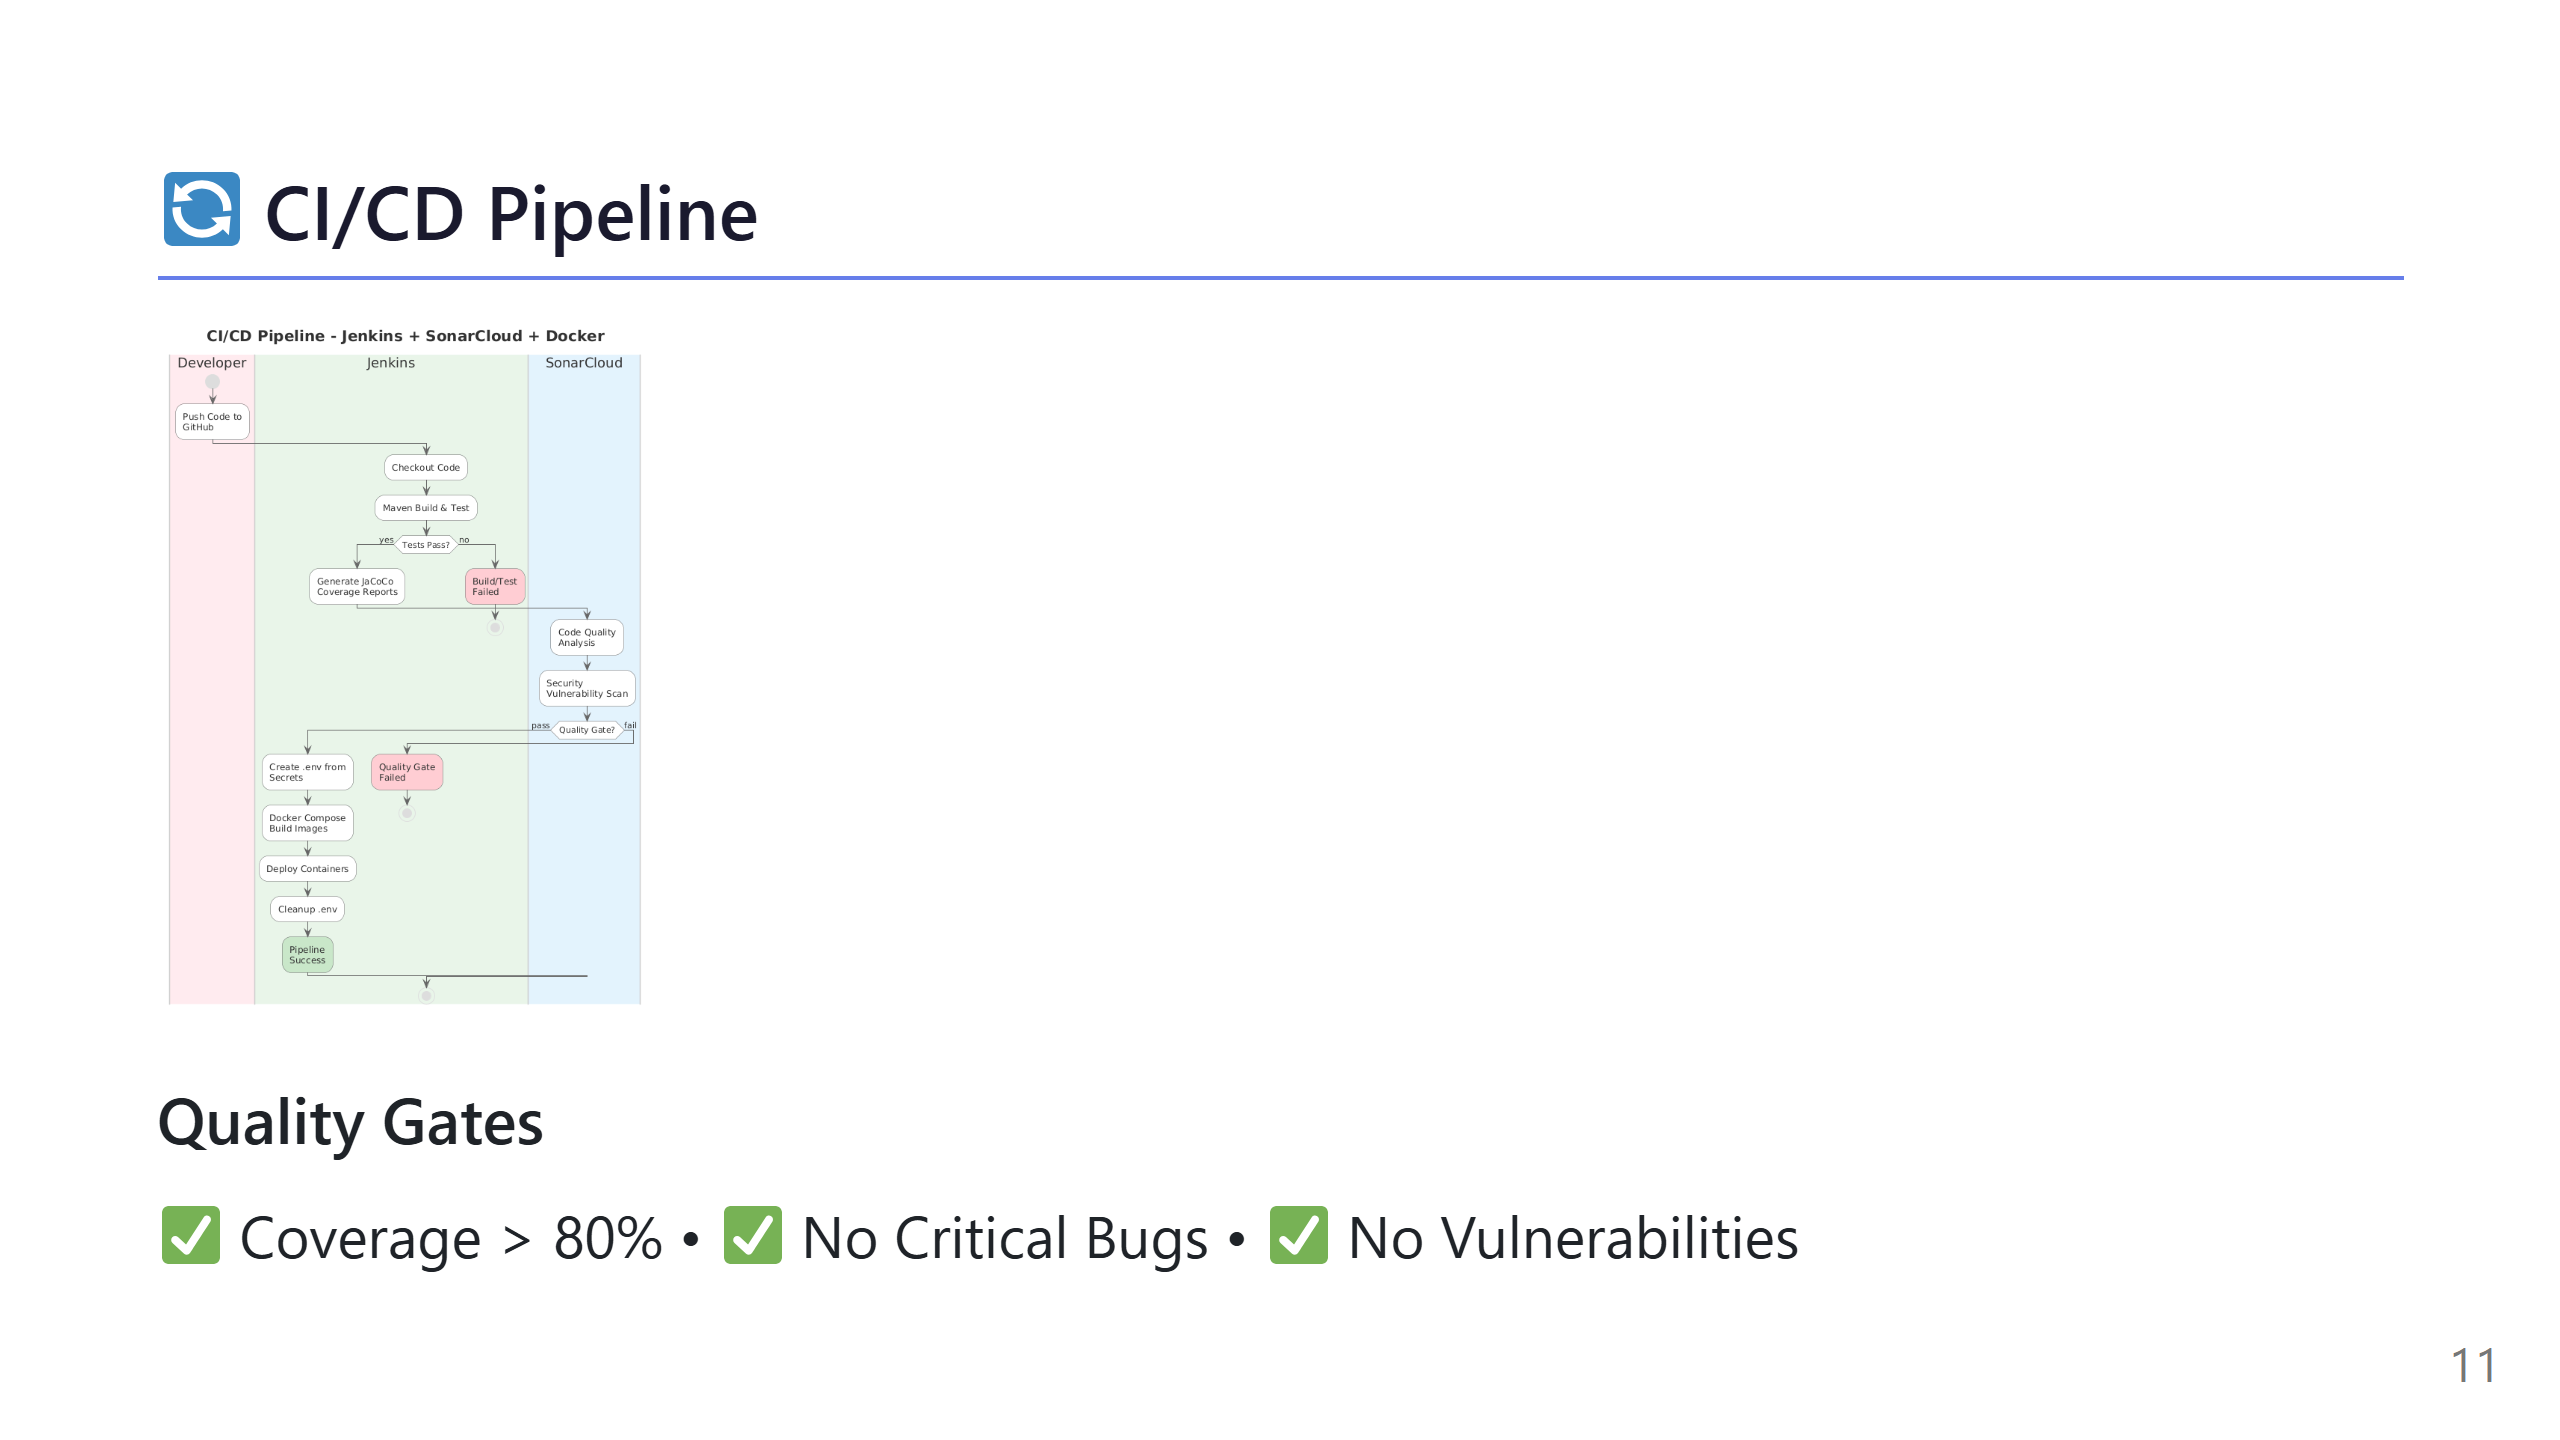 CI/CD Pipeline
CI/CD Pipeline - Jenkins + SonarCloud + Docker
Developer
Jenkins
SonarCloud
Push Code to
GitHub
Checkout Code
Maven Build & Test
yes
Tests Pass?
no
Generate JaCoCo
Coverage Reports
Build/Test
Failed
Code Quality
Analysis
Security
Vulnerability Scan
pass
Quality Gate?
fail
Create .env from
Secrets
Quality Gate
Failed
Docker Compose
Build Images
Deploy Containers
Cleanup .env
Pipeline
Success
Quality Gates
✅ Coverage > 80% • ✅ No Critical Bugs • ✅ No Vulnerabilities
11